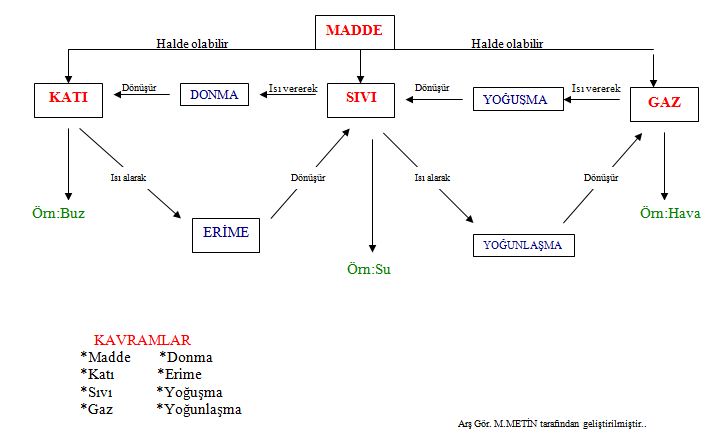 MADDE
Halde olabilir Halde olabilir
KATI Dönüşür DONMA Isı vererek SIVI Dönüşür YOĞUŞMA Isı vererek GAZ
Isı alarak Dönüşür Isı alarak Dönüşür
Örn:Buz Örn:Hava
ERİME YOĞUNLAŞMA
Örn:Su
KAVRAMLAR
*Madde *Donma
*Katı *Erime
*Sıvı *Yoğuşma
*Gaz *Yoğunlaşma
Arş Gör. M.METİN tarafından geliştirilmiştir..